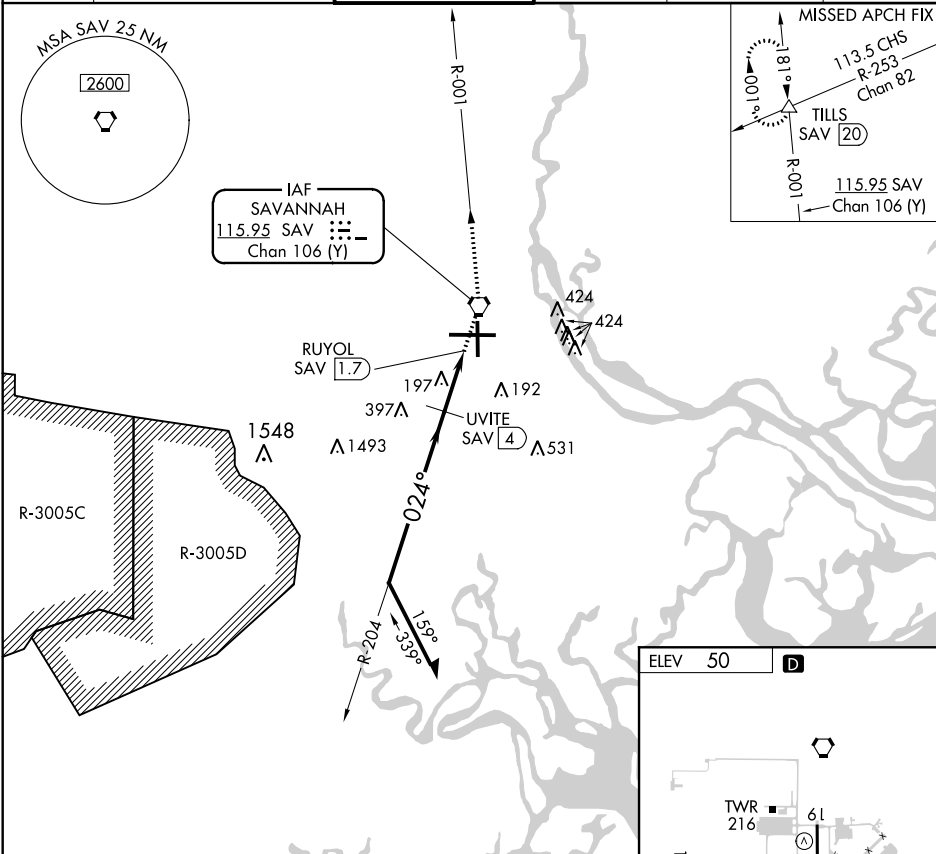 MSA SAV 25 NM
2600
R-001
MISSED APCH FIX
181°
001°
113.5 CHS
R-253
Chan 82
TILLS
SAV 20
R-001
115.95 SAV
Chan 106 (Y)
IAF
SAVANNAH
115.95 SAV
Chan 106 (Y)
424
424
RUYOL
SAV 1.7
197
192
397
UVITE
SAV 4
1548
1493
531
R-3005C
R-3005D
024°
R-204
159°
339°
ELEV 50
D
TWR
216
19
A